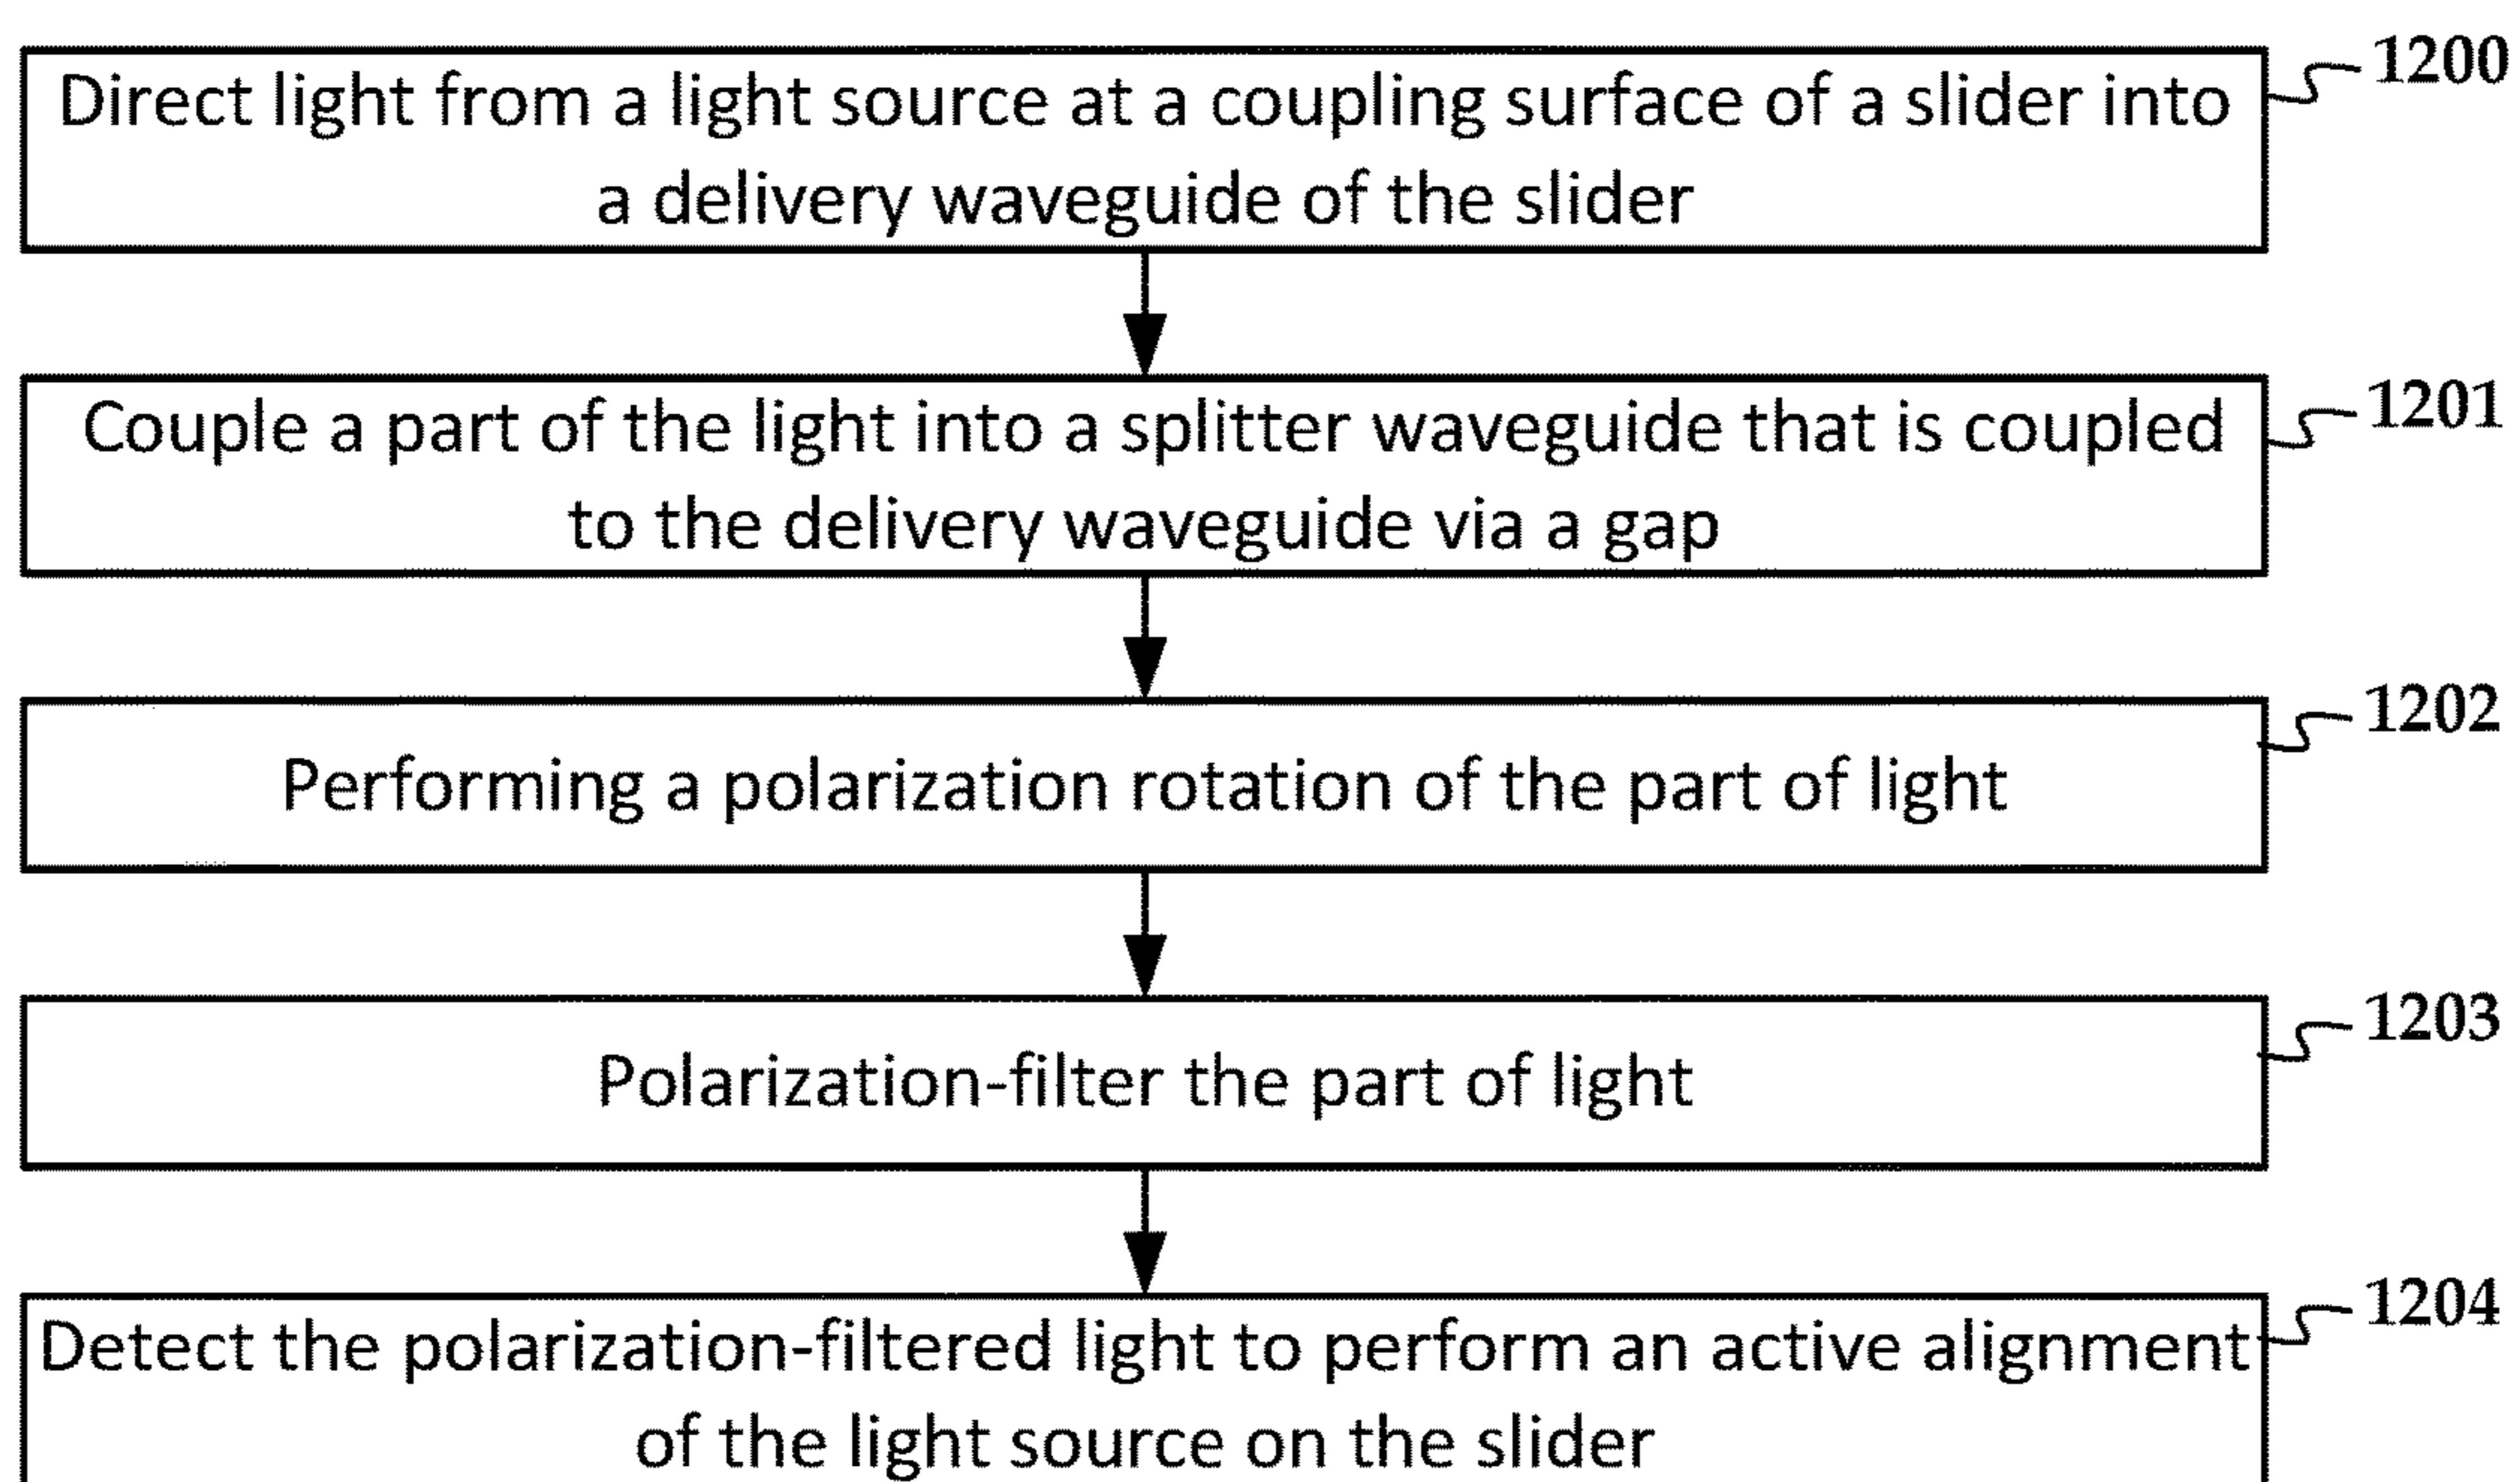 Direct light from a light source at a coupling surface of a slider into
a delivery waveguide of the slider
1200
Couple a part of the light into a splitter waveguide that is coupled
to the delivery waveguide via a gap
1201
Performing a polarization rotation of the part of light
1202
Polarization-filter the part of light
1203
Detect the polarization-filtered light to perform an active alignment
of the light source on the slider
1204